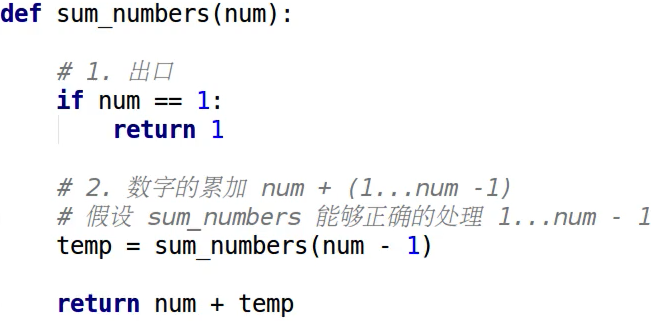 def sum_numbers(num):
# 1. 出口
if num == 1:
return 1
# 2. 数字的累加 num + (1...num -1)
# 假设 sum_numbers 能够正确的处理 1...num - 1
temp = sum_numbers(num - 1)
return num + temp